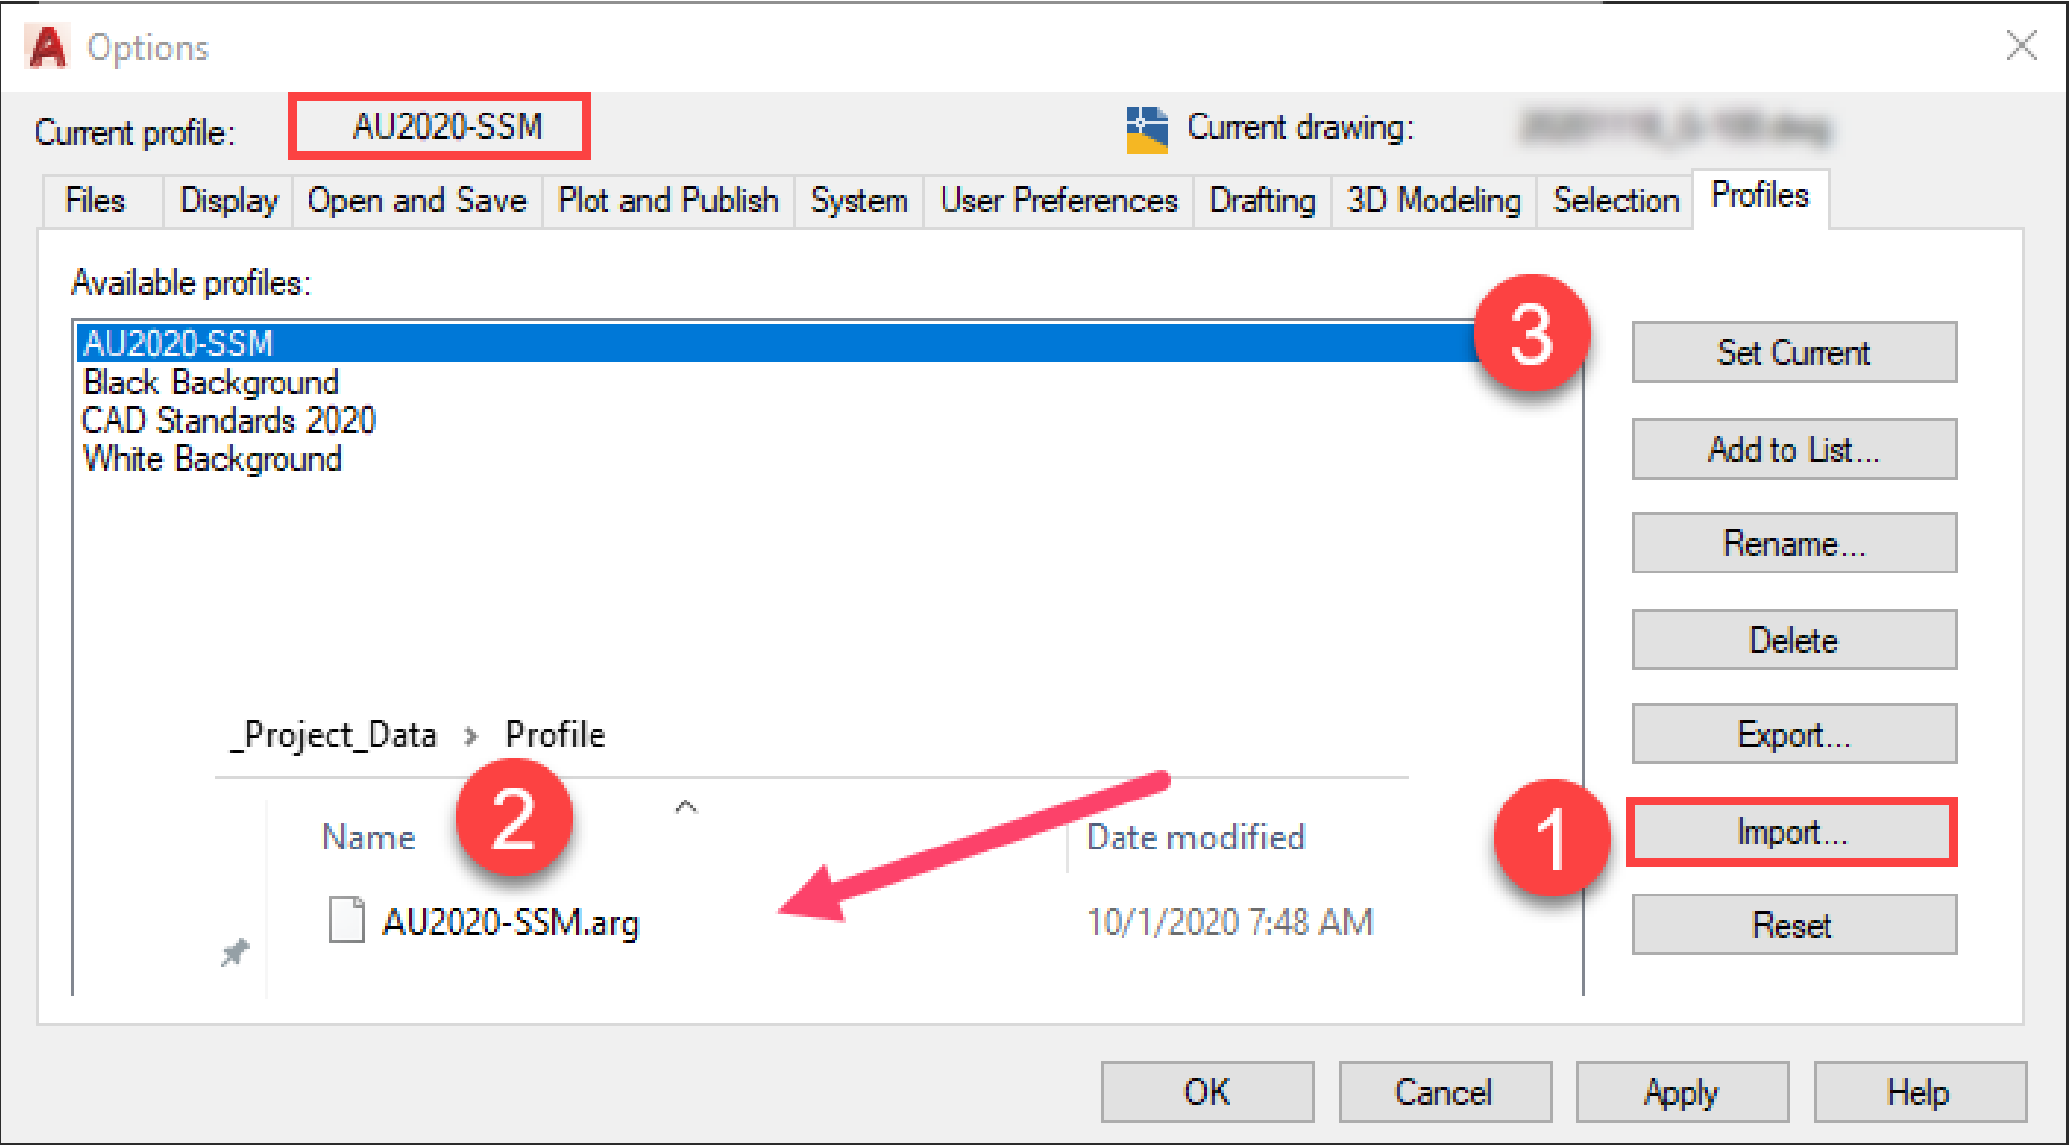 Options
Current profile: AU2020-SSM Current drawing:
Files Display Open and Save Plot and Publish System User Preferences Drafting 3D Modeling Selection Profiles
Available profiles:
AU2020-SSM
Black Background
CAD Standards 2020
White Background
3
Set Current
Add to List...
Rename...
Delete
Export...
1
Import...
Reset
_Project_Data > Profile
2
Name Date modified
AU2020-SSM.arg 10/1/2020 7:48 AM
OK Cancel Apply Help